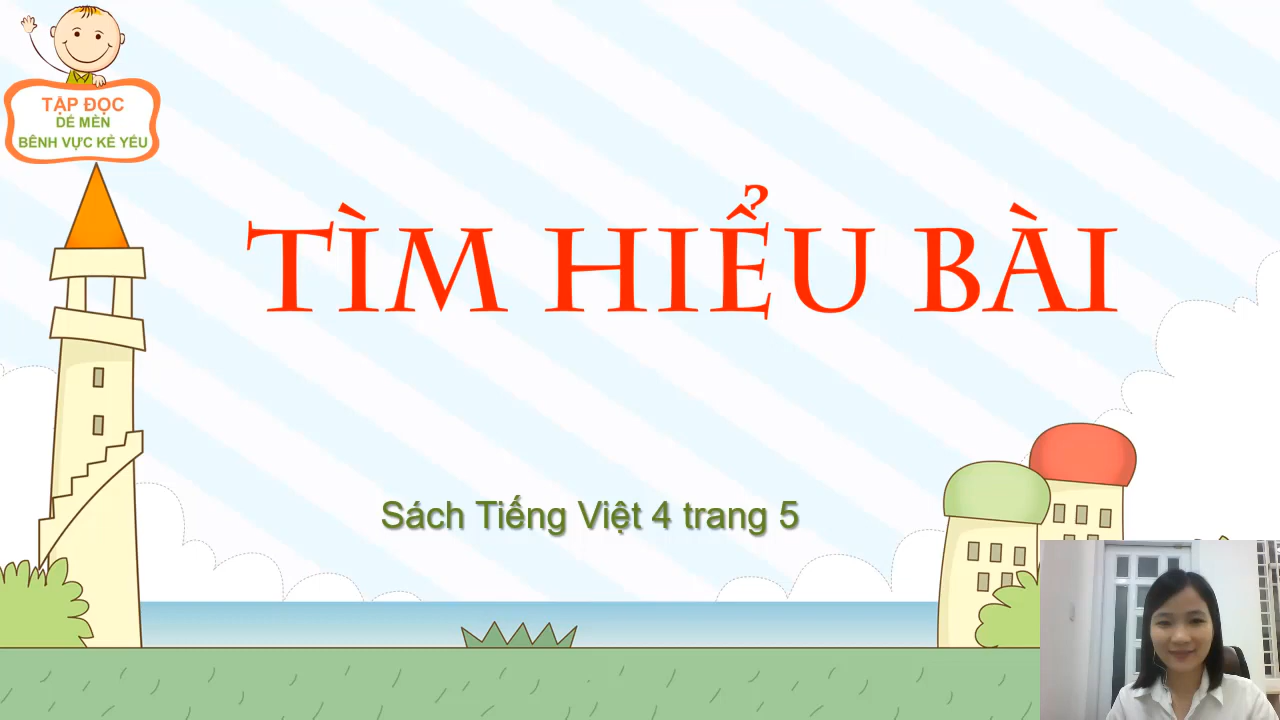 TẬP ĐỌC
DẾ MÈN
BÊNH VỰC KẺ YẾU
TÌM HIỂU BÀI
Sách Tiếng Việt 4 trang 5